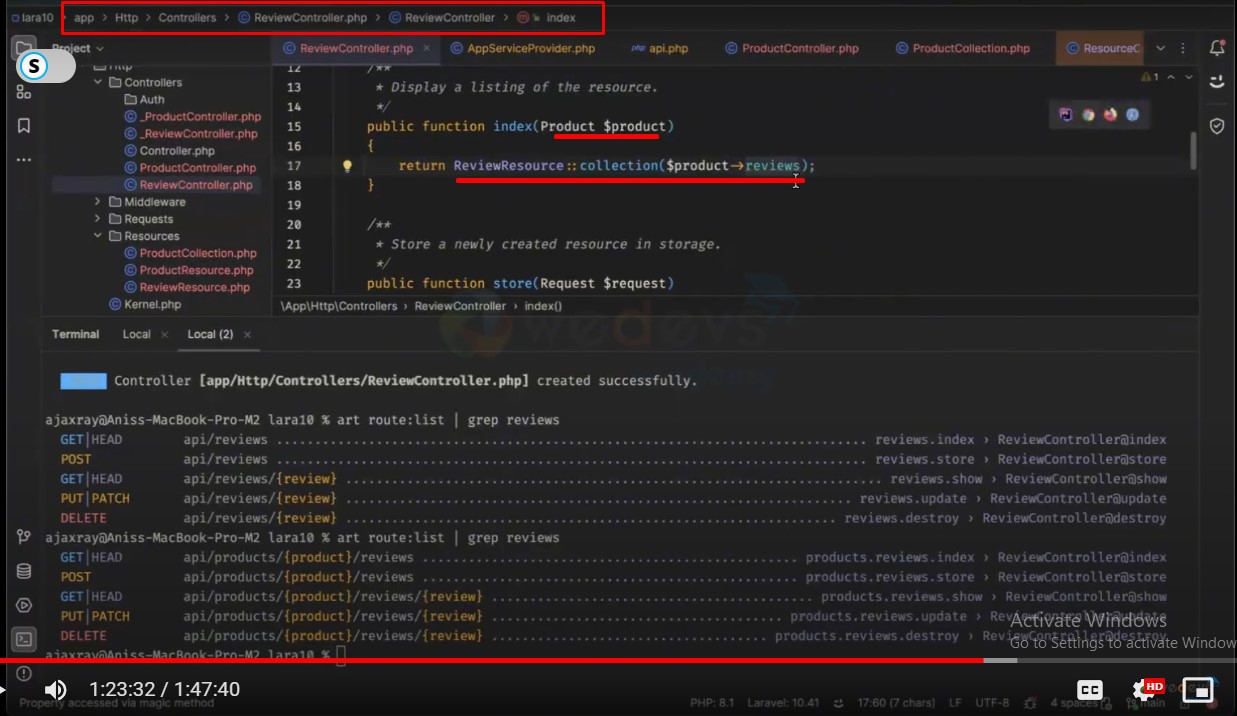 lara10 > app > Http > Controllers > ReviewController.php > ReviewController > m index
S
Project
ReviewController.php × AppServiceProvider.php php api.php ProductController.php ProductCollection.php ResourceC
Http
Controllers
Auth
_ProductController.php
_ReviewController.php
Controller.php
ProductController.php
ReviewController.php
Middleware
Requests
Resources
ProductCollection.php
ProductResource.php
ReviewResource.php
Kernel.php
1
12 /**
13 * Display a listing of the resource.
14 */
15 public function index(Product $product)
16 {
17 return ReviewResource::collection($product->reviews);
18 }
19
20 /**
21 * Store a newly created resource in storage.
22 */
23 public function store(Request $request)
\App\Http\Controllers › ReviewController › index()
wedevs
Terminal Local × Local (2) ×
Controller [app/Http/Controllers/ReviewController.php] created successfully.
ajaxray@Aniss-MacBook-Pro-M2 lara10 % art route:list | grep reviews
GET|HEAD api/reviews ........ reviews.index › ReviewController@index
POST api/reviews ........ reviews.store › ReviewController@store
GET|HEAD api/reviews/{review} ........ reviews.show › ReviewController@show
PUT|PATCH api/reviews/{review} ........ reviews.update › ReviewController@update
DELETE api/reviews/{review} ........ reviews.destroy › ReviewController@destroy
ajaxray@Aniss-MacBook-Pro-M2 lara10 % art route:list | grep reviews
GET|HEAD api/products/{product}/reviews ........ products.reviews.index › ReviewController@index
POST api/products/{product}/reviews ........ products.reviews.store › ReviewController@store
GET|HEAD api/products/{product}/reviews/{review} ........ products.reviews.show › ReviewController@show
PUT|PATCH api/products/{product}/reviews/{review} ........ products.reviews.update › ReviewController@update
DELETE api/products/{product}/reviews/{review} ........ products.reviews.destroy › ReviewController@destroy
ajaxray@Aniss-MacBook-Pro-M2 lara10 %
Activate Windows
Go to Settings to activate Window
1:23:32 / 1:47:40
CC HD
Property accessed via magic method PHP: 8.1 Laravel: 10.41 17:60 (7 chars) LF UTF-8 4 spaces main